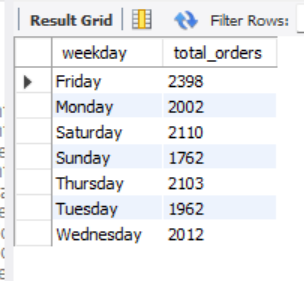 Result Grid Filter Rows:
weekday total_orders
Friday 2398
Monday 2002
Saturday 2110
Sunday 1762
Thursday 2103
Tuesday 1962
Wednesday 2012